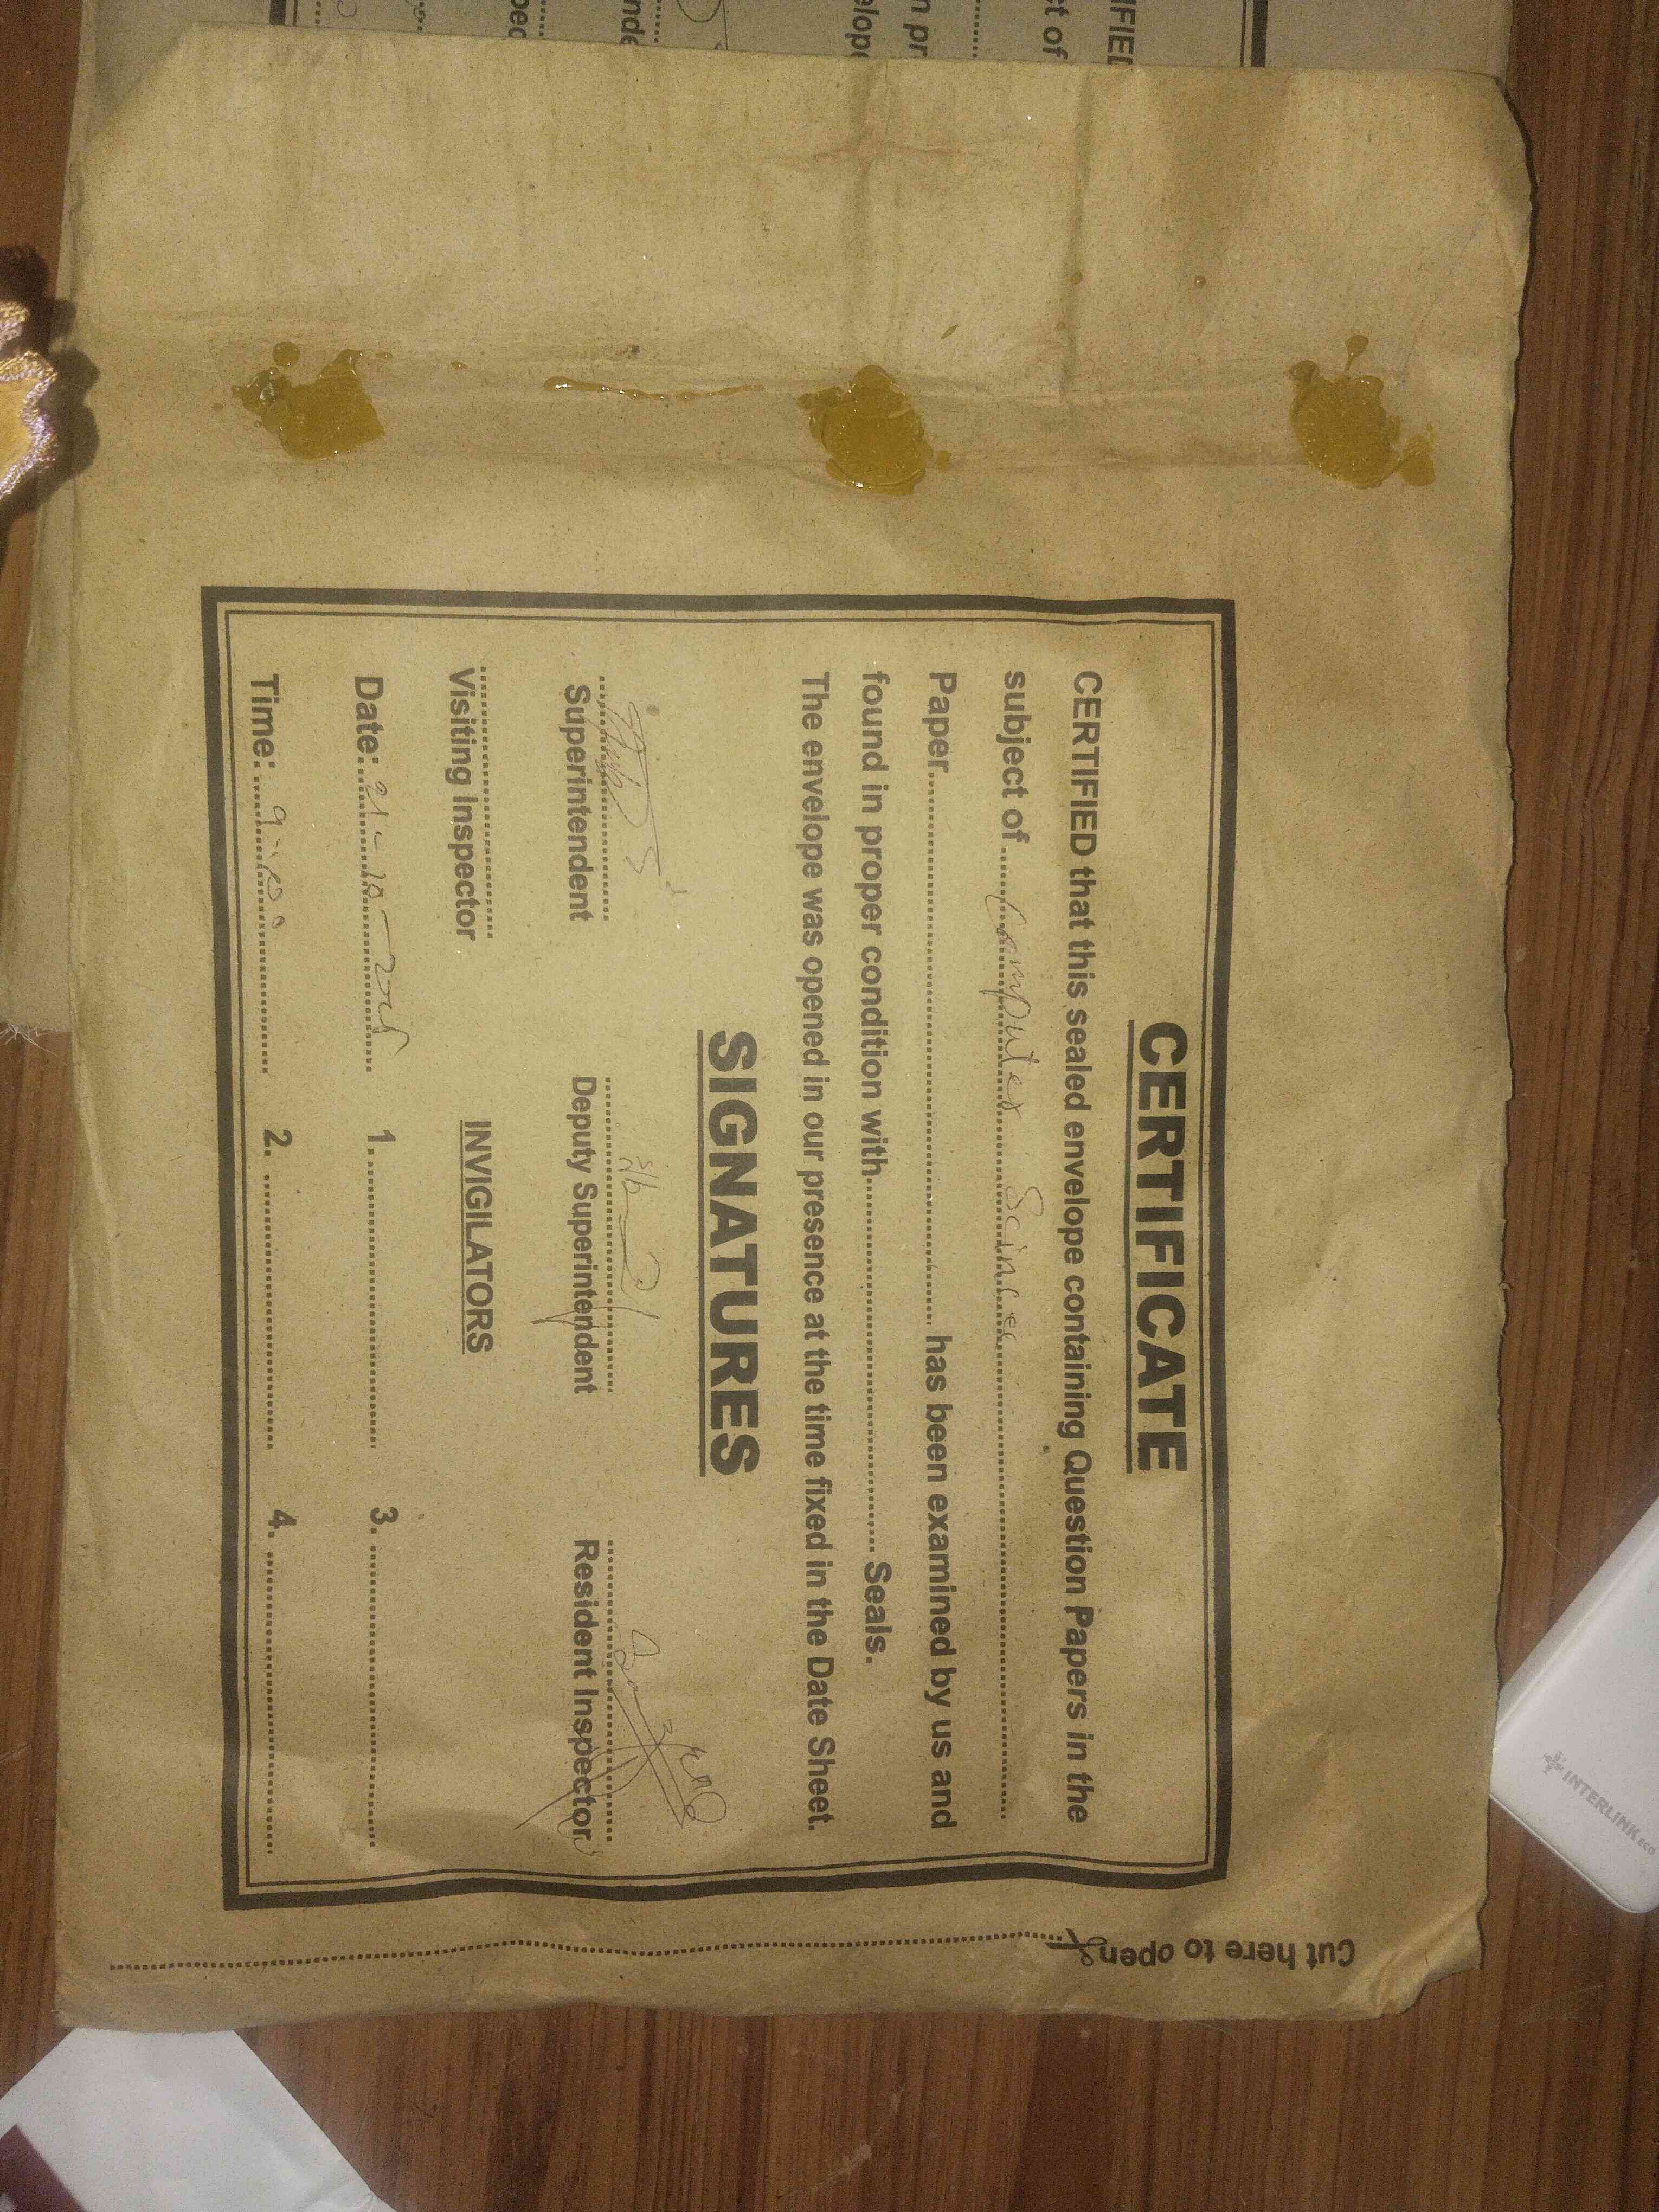 CERTIFICATE
CERTIFIED that this sealed envelope containing Question Papers in the
subject of ..... Computer Scince .....
Paper.......... has been examined by us and
found in proper condition with.......... Seals.
The envelope was opened in our presence at the time fixed in the Date Sheet.
SIGNATURES
Superintendent Deputy Superintendent Resident Inspector
Visiting Inspector INVIGILATORS
Date: 1. .......... 3. ..........
Time: 2. .......... 4. ..........
Cut here to open
INTERLINK eco